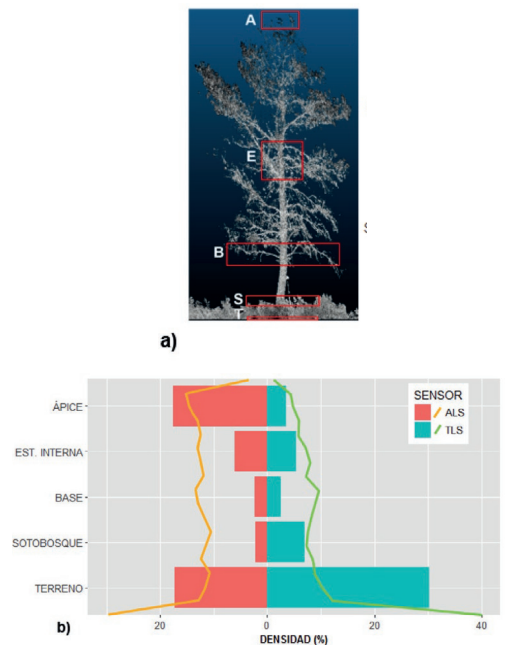 A
E
B
S
T
a)
SENSOR
ALS
TLS
ÁPICE
EST. INTERNA
BASE
SOTOBOSQUE
TERRENO
20 0 20 40
b)
DENSIDAD (%)